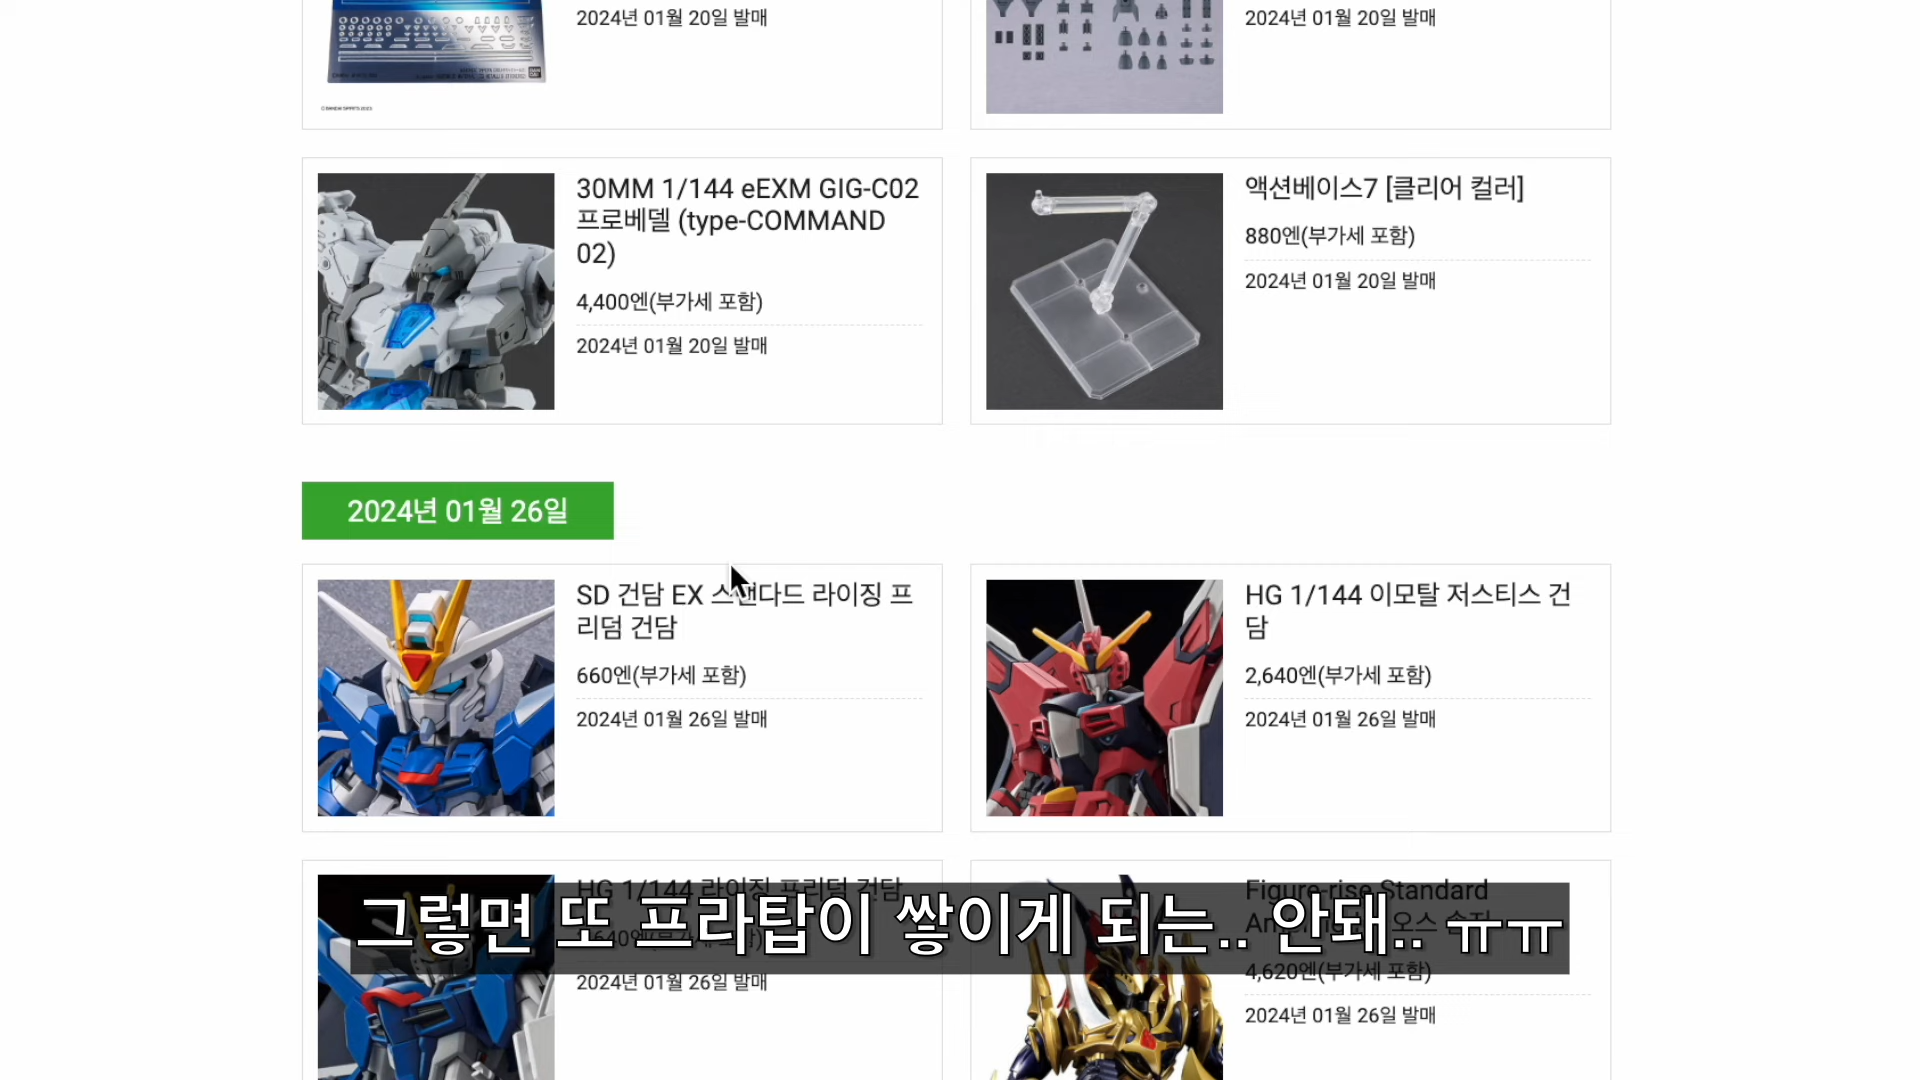 2024년 01월 20일 발매
2024년 01월 20일 발매
30MM 1/144 eEXM GIG-C02
프로베델 (type-COMMAND
02)
4,400엔(부가세 포함)
2024년 01월 20일 발매
액션베이스7 [클리어 컬러]
880엔(부가세 포함)
2024년 01월 20일 발매
2024년 01월 26일
SD 건담 EX 스탠다드 라이징 프
리덤 건담
660엔(부가세 포함)
2024년 01월 26일 발매
HG 1/144 이모탈 저스티스 건
담
2,640엔(부가세 포함)
2024년 01월 26일 발매
HG 1/144 라이징 프리덤 건담
2024년 01월 26일 발매
Figure-rise Standard
4,620엔(부가세 포함)
2024년 01월 26일 발매
그렇면 또 프라탑이 쌓이게 되는.. 안돼.. ㅠㅠ